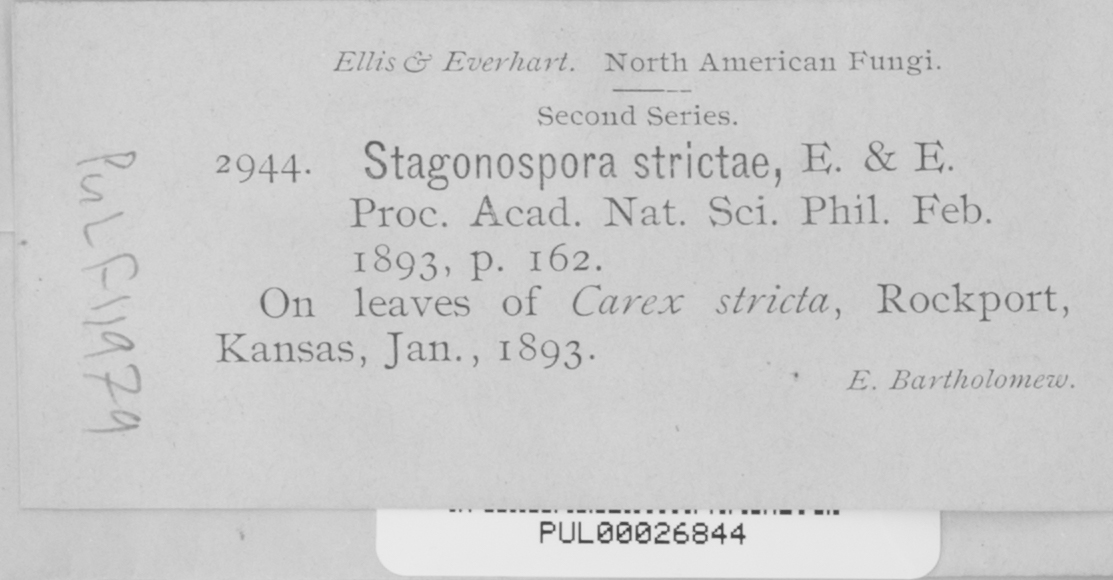 Ellis & Everhart. North American Fungi.
Second Series.
2944. Stagonospora strictae, E. & E.
Proc. Acad. Nat. Sci. Phil. Feb.
1893, p. 162.
On leaves of Carex stricta, Rockport,
Kansas, Jan., 1893.
E. Bartholomew.
PUL F11979
PUL00026844